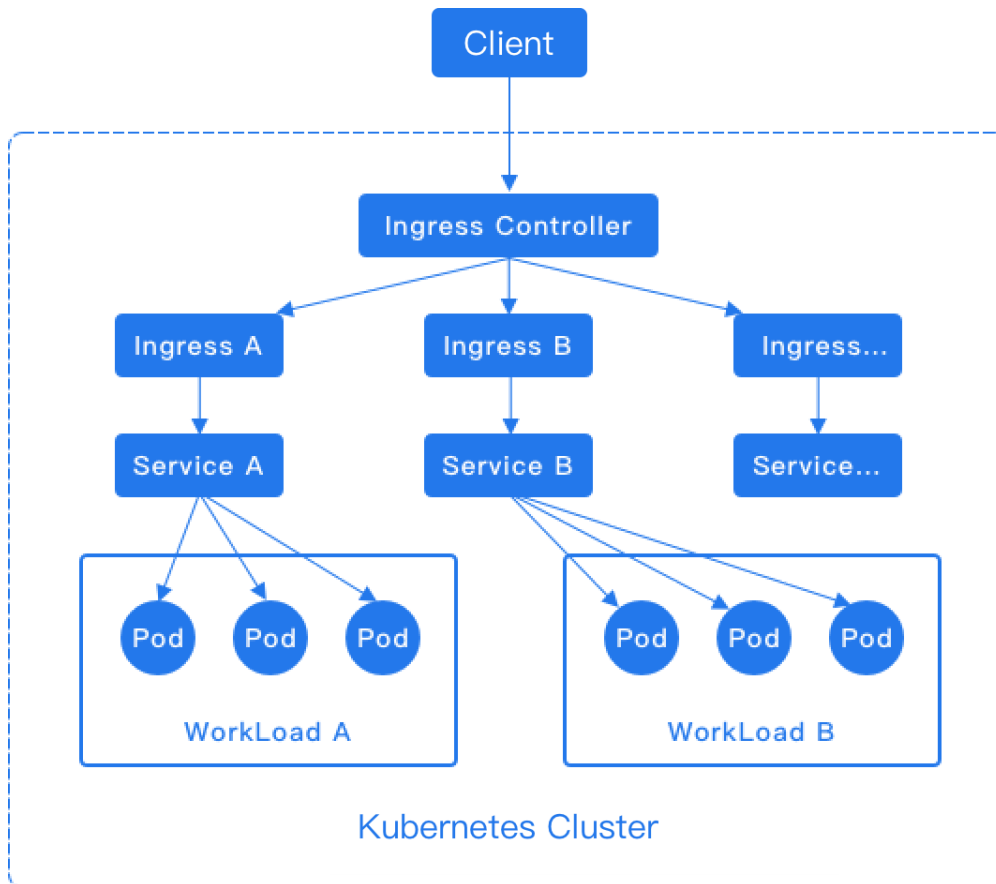 Client
Ingress Controller
Ingress A
Ingress B
Ingress...
Service A
Service B
Service...
Pod
Pod
Pod
Pod
Pod
Pod
WorkLoad A
WorkLoad B
Kubernetes Cluster